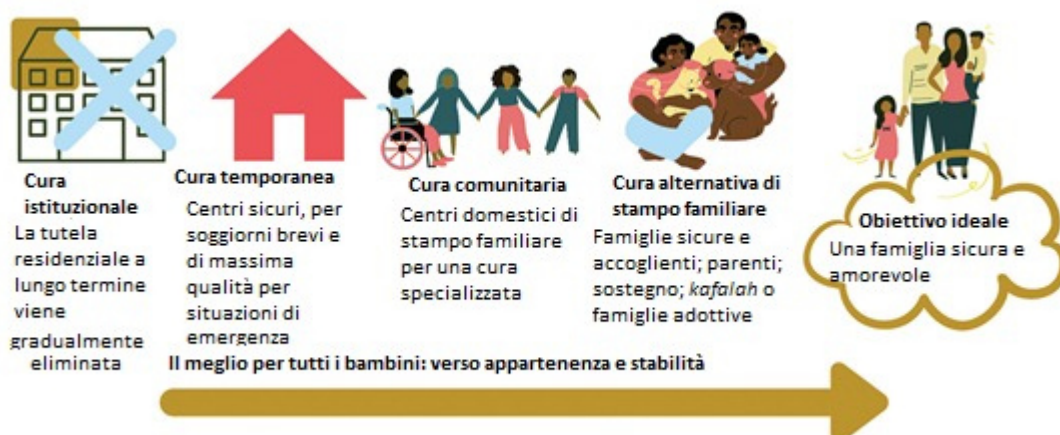 Cura
istituzionale
La tutela
residenziale a
lungo termine
viene
gradualmente
eliminata
Cura temporanea
Centri sicuri, per
soggiorni brevi e
di massima
qualità per
situazioni di
emergenza
Cura comunitaria
Centri domestici di
stampo familiare
per una cura
specializzata
Cura alternativa di
stampo familiare
Famiglie sicure e
accoglienti; parenti;
sostegno; kafalah o
famiglie adottive
Obiettivo ideale
Una famiglia sicura e
amorevole
Il meglio per tutti i bambini: verso appartenenza e stabilità